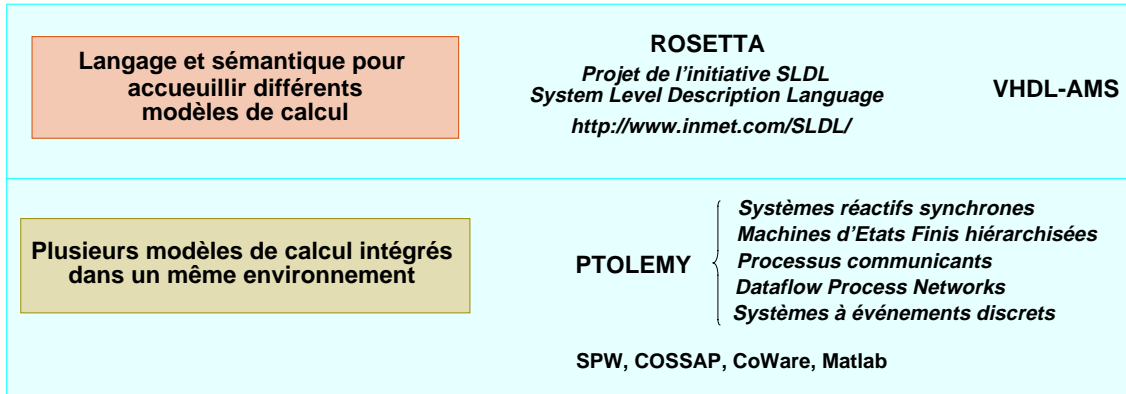 Langage et sémantique pour
accueuillir différents
modèles de calcul
ROSETTA
Projet de l'initiative SLDL
System Level Description Language
http://www.inmet.com/SLDL/
VHDL-AMS
Plusieurs modèles de calcul intégrés
dans un même environnement
PTOLEMY
Systèmes réactifs synchrones
Machines d'Etats Finis hiérarchisées
Processus communicants
Dataflow Process Networks
Systèmes à événements discrets
SPW, COSSAP, CoWare, Matlab